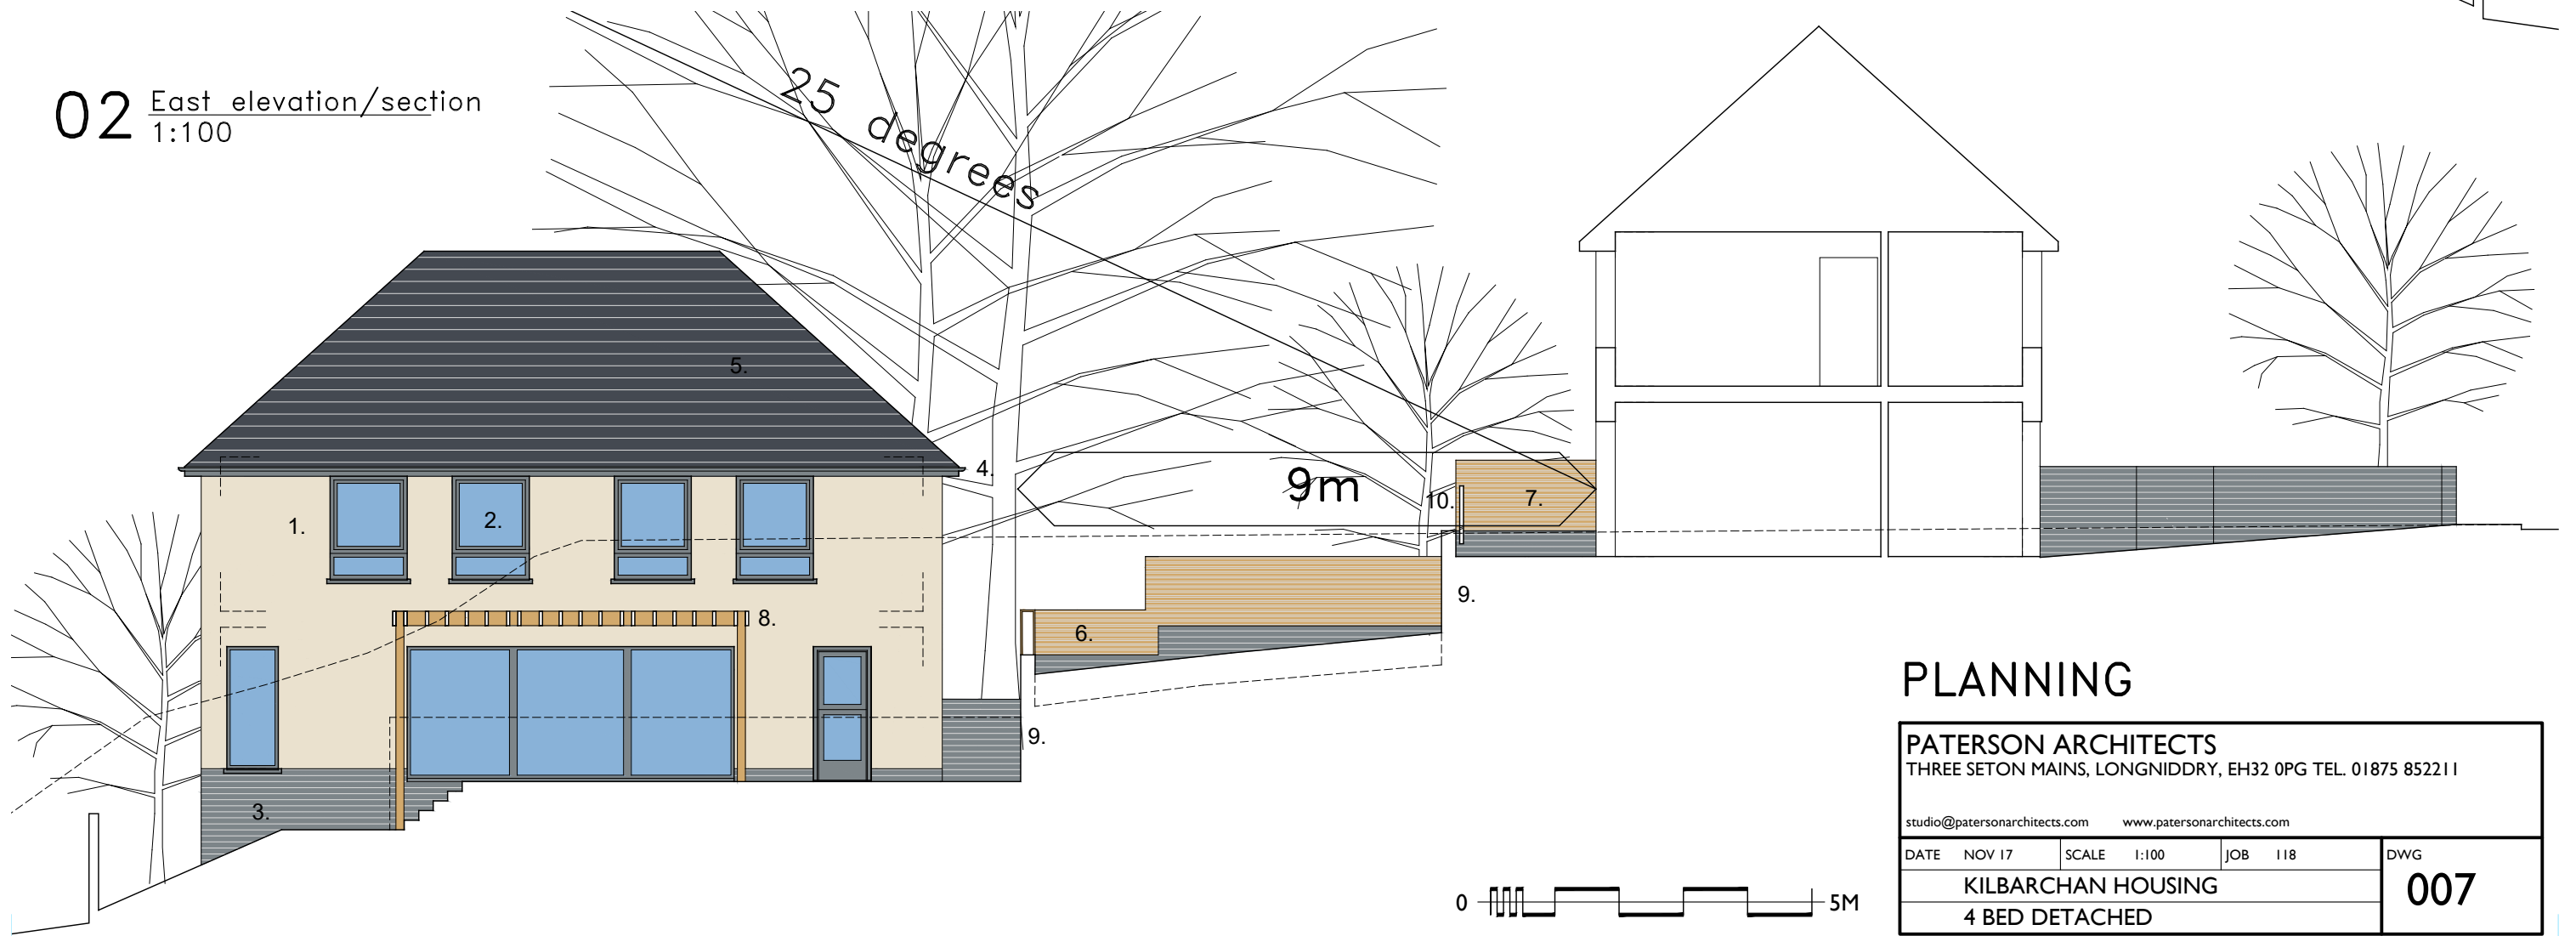 02 East elevation/section
1:100
25 degrees
5.
4.
9m
10.
7.
1.
2.
9.
8.
6.
9.
3.
PLANNING
PATERSON ARCHITECTS
THREE SETON MAINS, LONGNIDDRY, EH32 0PG TEL. 01875 852211
studio@patersonarchitects.com www.patersonarchitects.com
DATE NOV 17 SCALE 1:100 JOB 118 DWG
KILBARCHAN HOUSING
007
4 BED DETACHED
0 5M